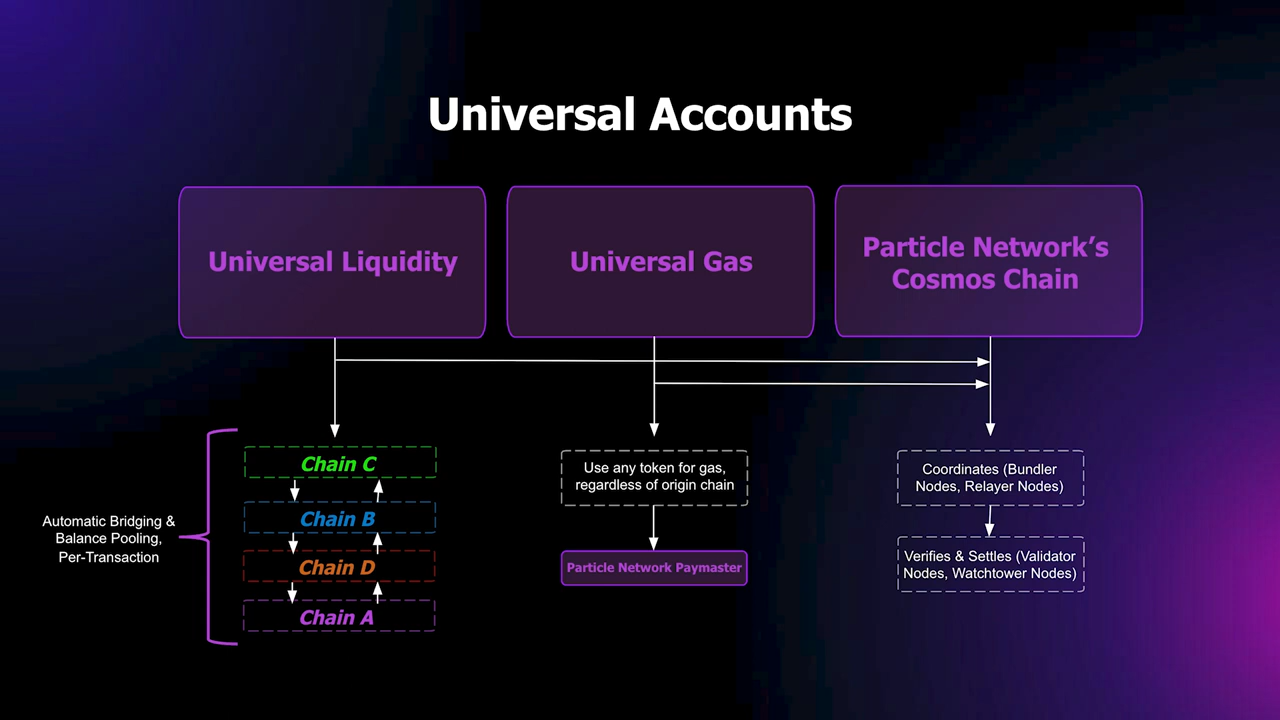 Universal Accounts
Universal Liquidity
Universal Gas
Particle Network’s
Cosmos Chain
Automatic Bridging &
Balance Pooling,
Per-Transaction
Chain C
Chain B
Chain D
Chain A
Use any token for gas,
regardless of origin chain
Particle Network Paymaster
Coordinates (Bundler
Nodes, Relayer Nodes)
Verifies & Settles (Validator
Nodes, Watchtower Nodes)